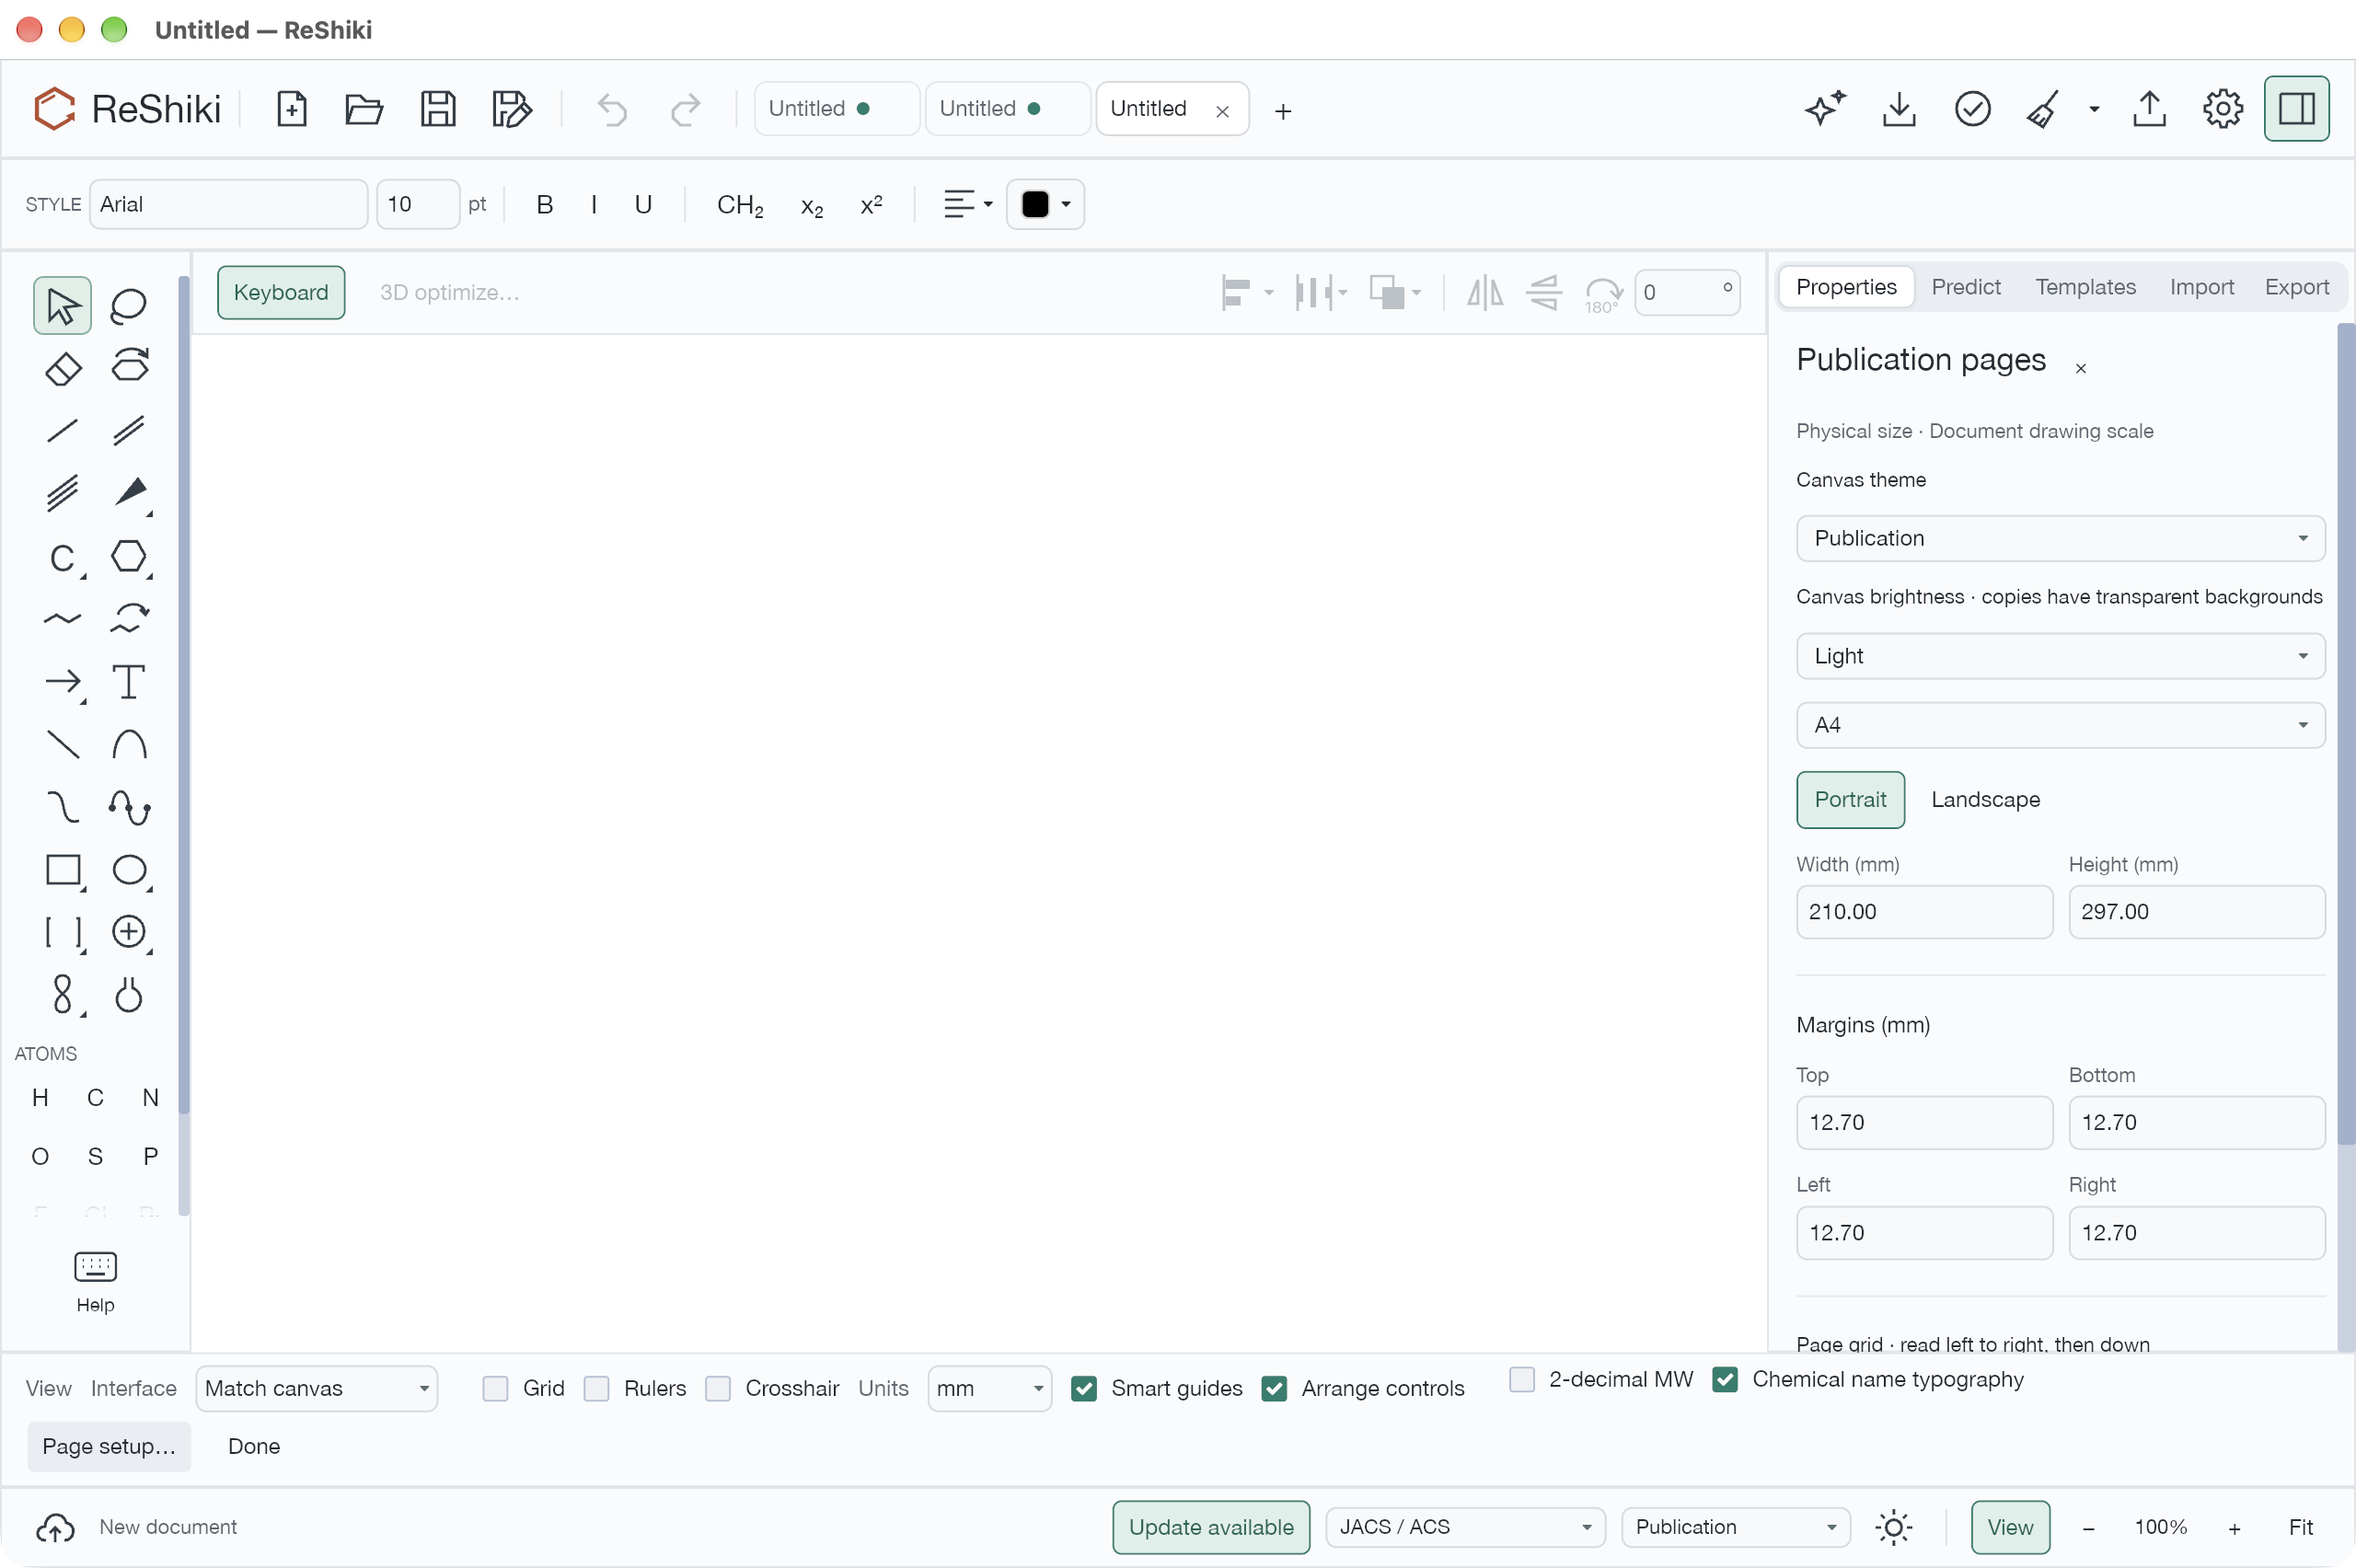 Untitled — ReShiki
ReShiki
Untitled
Untitled
Untitled
STYLE Arial 10 pt B I U CH₂ x₂ x²
Keyboard 3D optimize… 180° 0 °
Properties Predict Templates Import Export
Publication pages
Physical size · Document drawing scale
Canvas theme
Publication
Canvas brightness · copies have transparent backgrounds
Light
A4
Portrait Landscape
Width (mm) Height (mm)
210.00 297.00
Margins (mm)
Top Bottom
12.70 12.70
Left Right
12.70 12.70
Page grid · read left to right, then down
C
T
ATOMS
H C N
O S P
Help
View Interface Match canvas Grid Rulers Crosshair Units mm Smart guides Arrange controls 2-decimal MW Chemical name typography
Page setup… Done
New document Update available JACS / ACS Publication View − 100% + Fit